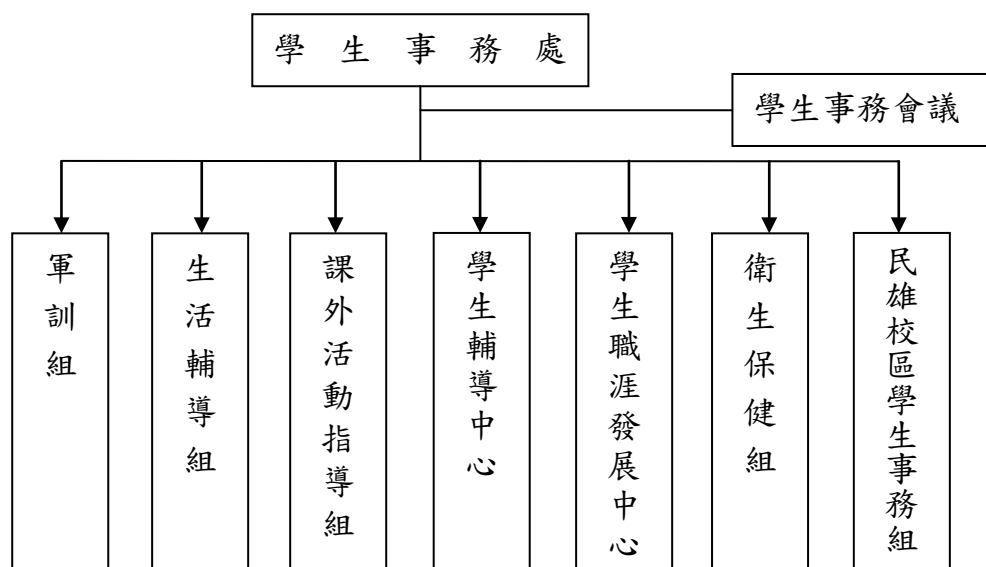 學生事務處
學生事務會議
軍訓組
生活輔導組
課外活動指導組
學生輔導中心
學生職涯發展中心
衛生保健組
民雄校區學生事務組